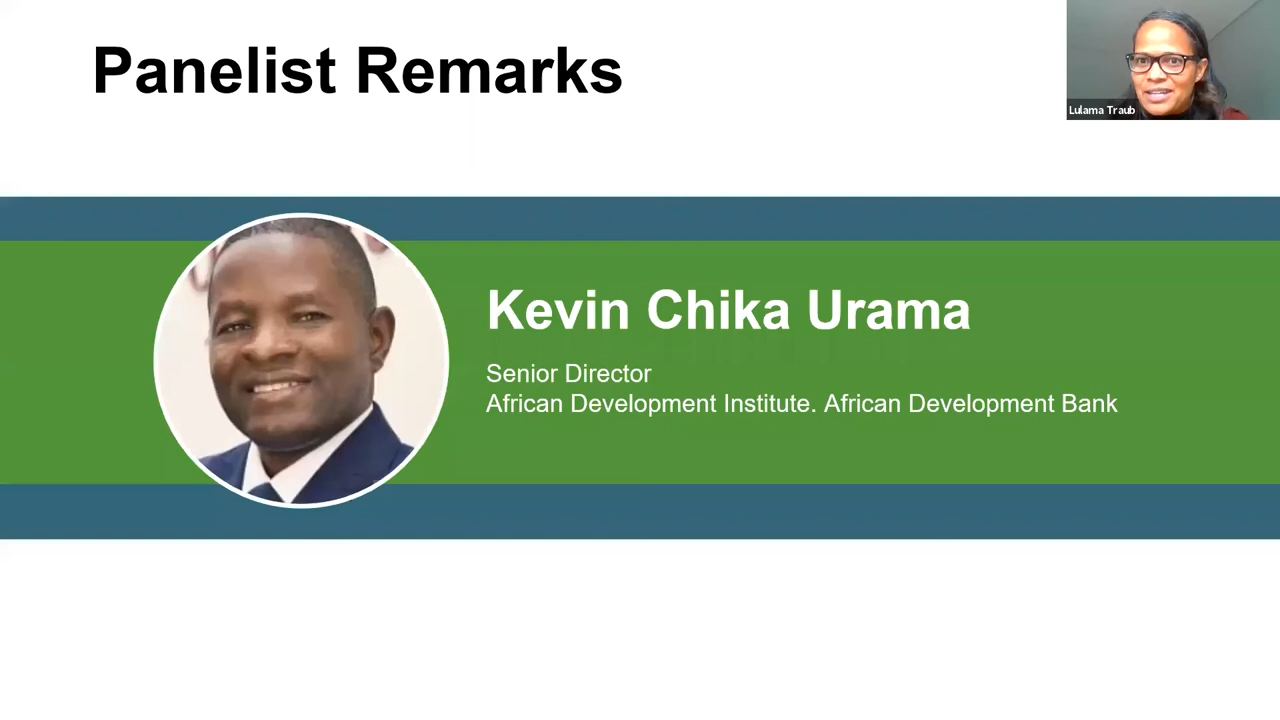 Panelist Remarks
Lulama Traub
Kevin Chika Urama
Senior Director
African Development Institute. African Development Bank